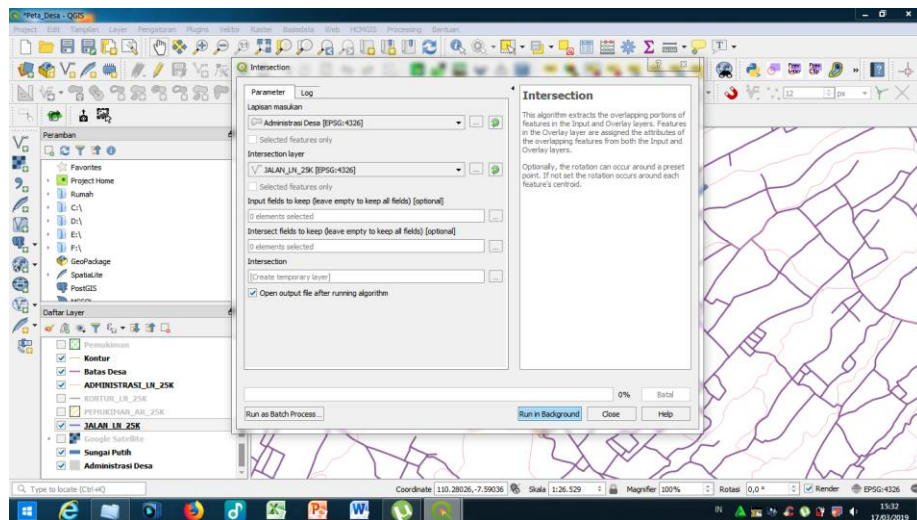 *Peta_Desa - QGIS
Project Edit Tampilan Layer Pengaturan Plugins Vektor Raster Basisdata Web HCMGIS Processing Bantuan
Intersection
Parameter Log
Lapisan masukan
Administrasi Desa [EPSG:4326]
Selected features only
Intersection layer
JALAN_LN_25K [EPSG:4326]
Selected features only
Input fields to keep (leave empty to keep all fields) [optional]
0 elements selected
Intersect fields to keep (leave empty to keep all fields) [optional]
0 elements selected
Intersection
[Create temporary layer]
Open output file after running algorithm
0% Batal
Run as Batch Process...
Run in Background Close Help
Intersection
This algorithm extracts the overlapping portions of
features in the Input and Overlay layers. Features
in the Overlay layer are assigned the attributes of
the overlapping features from both the Input and
Overlay layers.
Optionally, the rotation can occur around a preset
point. If not set the rotation occurs around each
feature's centroid.
12 px
Peramban
Favorites
Project Home
Rumah
C:\
D:\
E:\
F:\
GeoPackage
SpatiaLite
PostGIS
MSSQL
Daftar Layer
Pemukiman
Kontur
Batas Desa
ADMINISTRASI_LN_25K
KONTUR_LN_25K
PEMUKIMAN_AR_25K
JALAN_LN_25K
Google Satellite
Sungai Putih
Administrasi Desa
Type to locate (Ctrl+K)
Coordinate 110.28026,-7.59036 Skala 1:26.529 Magnifier 100% Rotasi 0,0 ° Render EPSG:4326
IN 15:32
17/03/2019